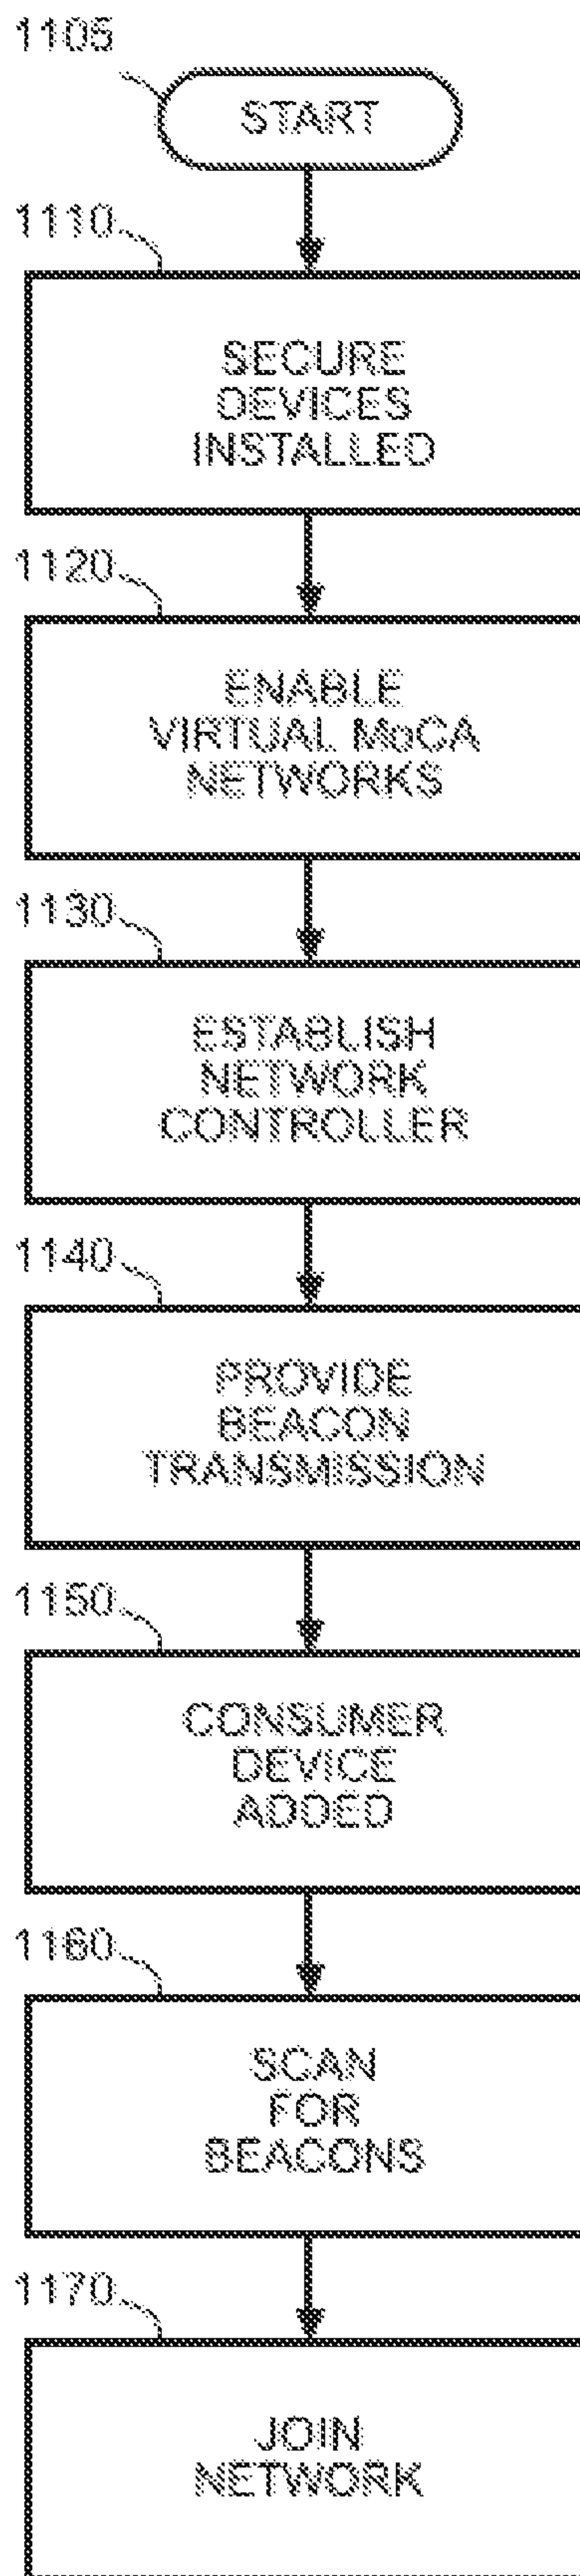 1105
START
1110
SECURE
DEVICES
INSTALLED
1120
ENABLE
VIRTUAL MoCA
NETWORKS
1130
ESTABLISH
NETWORK
CONTROLLER
1140
PROVIDE
BEACON
TRANSMISSION
1150
CONSUMER
DEVICE
ADDED
1160
SCAN
FOR
BEACONS
1170
JOIN
NETWORK